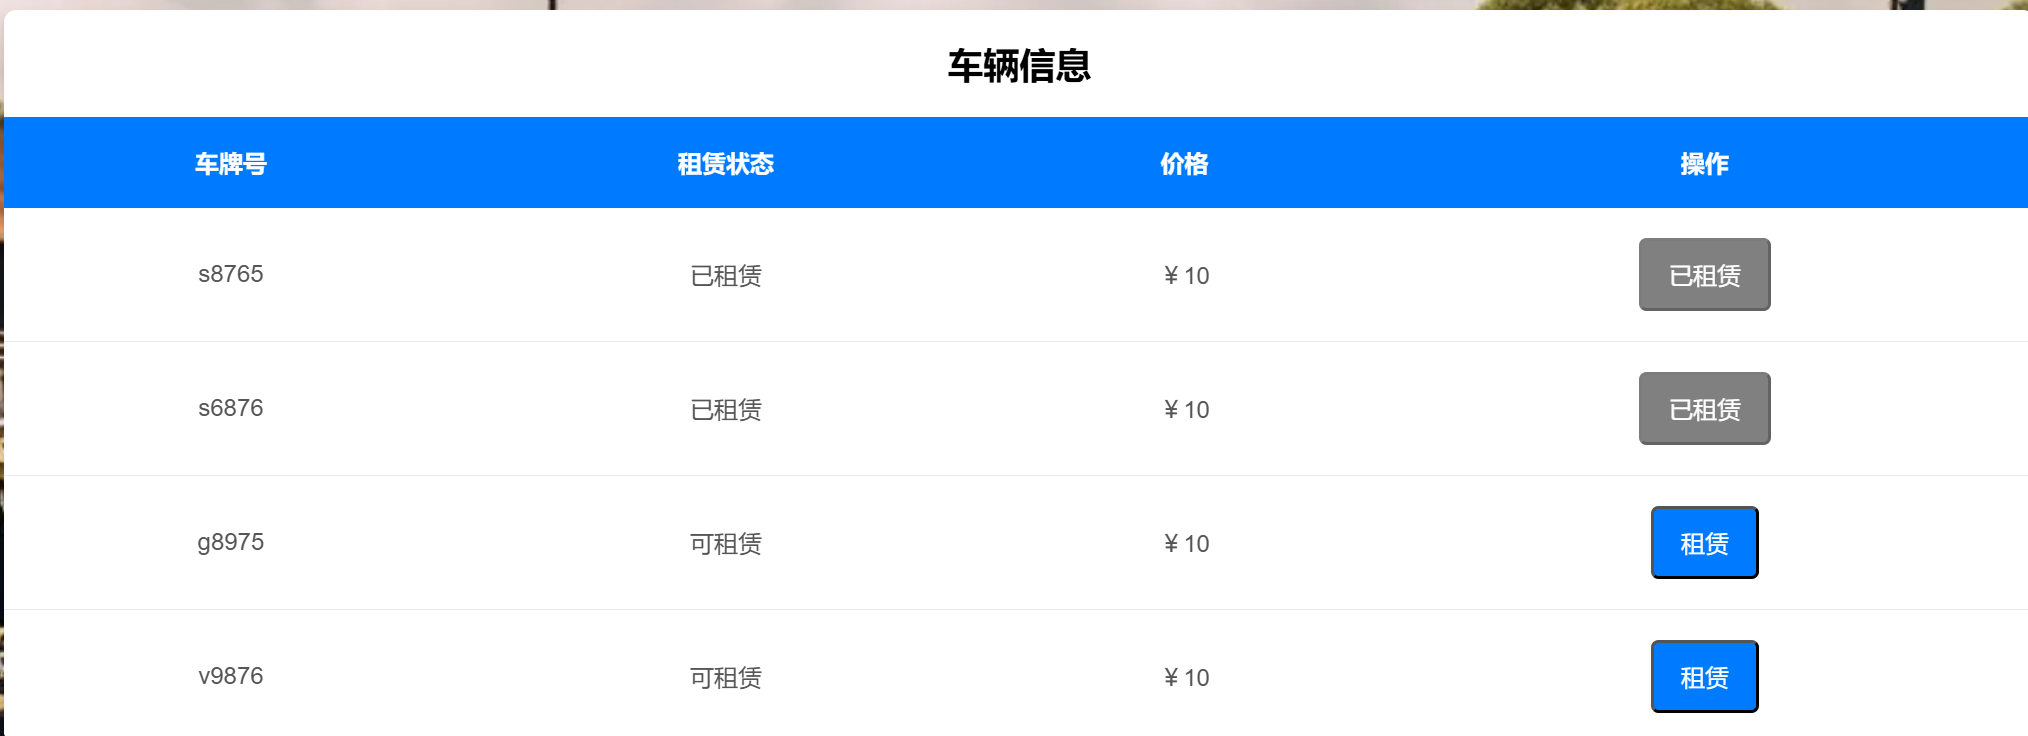 车辆信息
车牌号 租赁状态 价格 操作
s8765 已租赁 ¥ 10 已租赁
s6876 已租赁 ¥ 10 已租赁
g8975 可租赁 ¥ 10 租赁
v9876 可租赁 ¥ 10 租赁